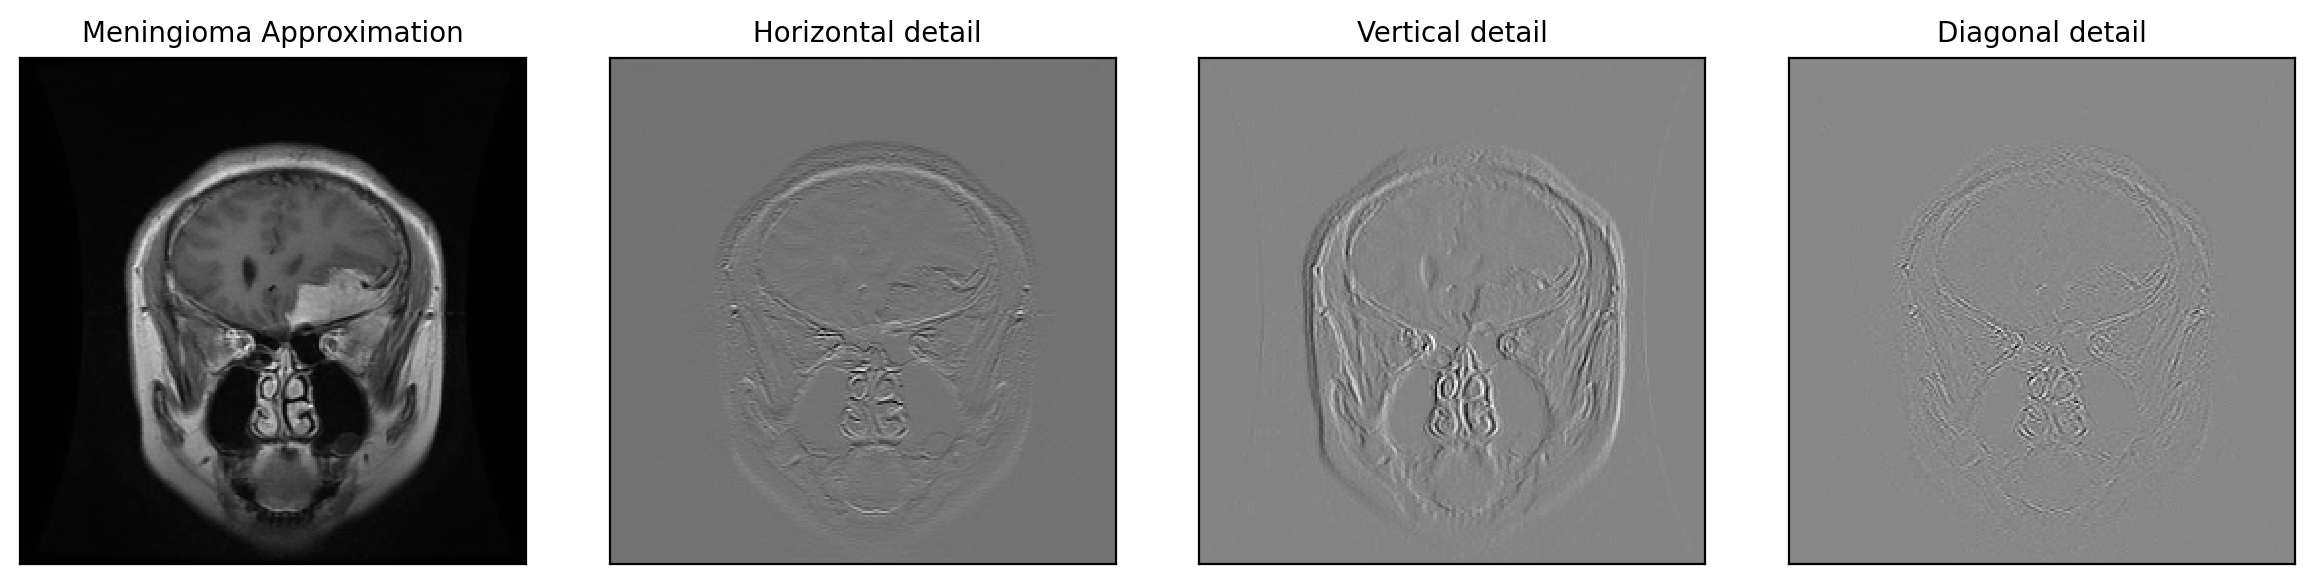 Meningioma Approximation
Horizontal detail
Vertical detail
Diagonal detail